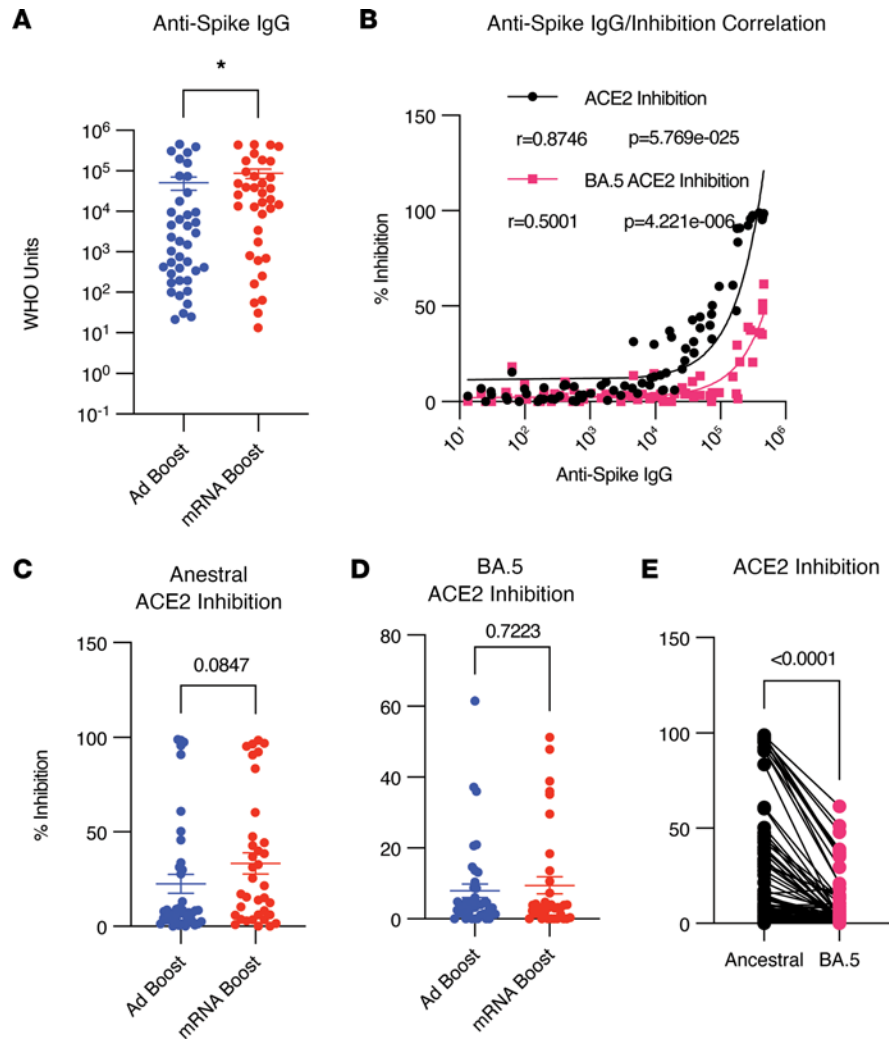 A
Anti-Spike IgG
*
WHO Units
10^6
10^5
10^4
10^3
10^2
10^1
10^0
10^-1
Ad Boost
mRNA Boost
B
Anti-Spike IgG/Inhibition Correlation
ACE2 Inhibition
r=0.8746 p=5.769e-025
BA.5 ACE2 Inhibition
r=0.5001 p=4.221e-006
% Inhibition
150
100
50
0
10^1 10^2 10^3 10^4 10^5 10^6
Anti-Spike IgG
C
Anestral
ACE2 Inhibition
0.0847
% Inhibition
150
100
50
0
Ad Boost
mRNA Boost
D
BA.5
ACE2 Inhibition
0.7223
80
60
40
20
0
Ad Boost
mRNA Boost
E
ACE2 Inhibition
<0.0001
150
100
50
0
Ancestral BA.5